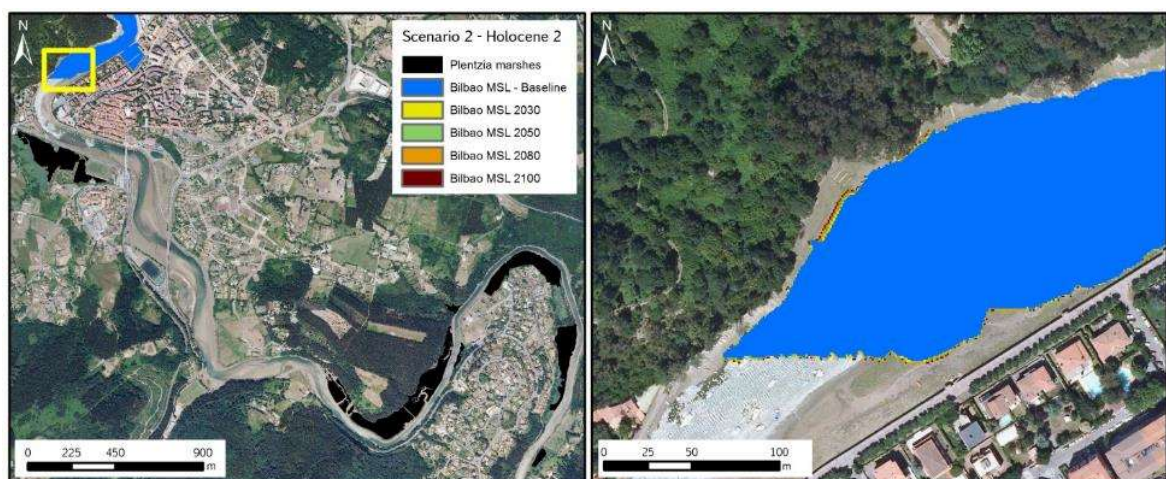 N
Scenario 2 - Holocene 2
Plentzia marshes
Bilbao MSL - Baseline
Bilbao MSL 2030
Bilbao MSL 2050
Bilbao MSL 2080
Bilbao MSL 2100
0 225 450 900
m
N
0 25 50 100
m